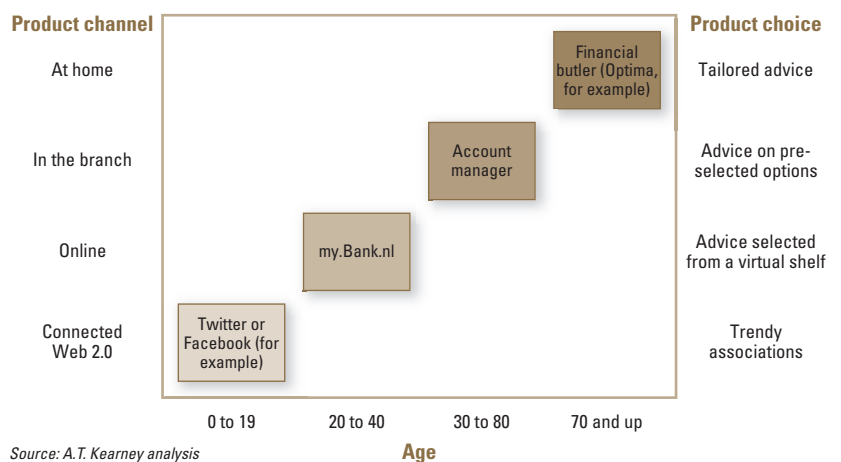 Product channel
Product choice
At home
Financial
butler (Optima,
for example)
Tailored advice
In the branch
Account
manager
Advice on pre-
selected options
Online
my.Bank.nl
Advice selected
from a virtual shelf
Connected
Web 2.0
Twitter or
Facebook (for
example)
Trendy
associations
0 to 19
20 to 40
30 to 80
70 and up
Age
Source: A.T. Kearney analysis